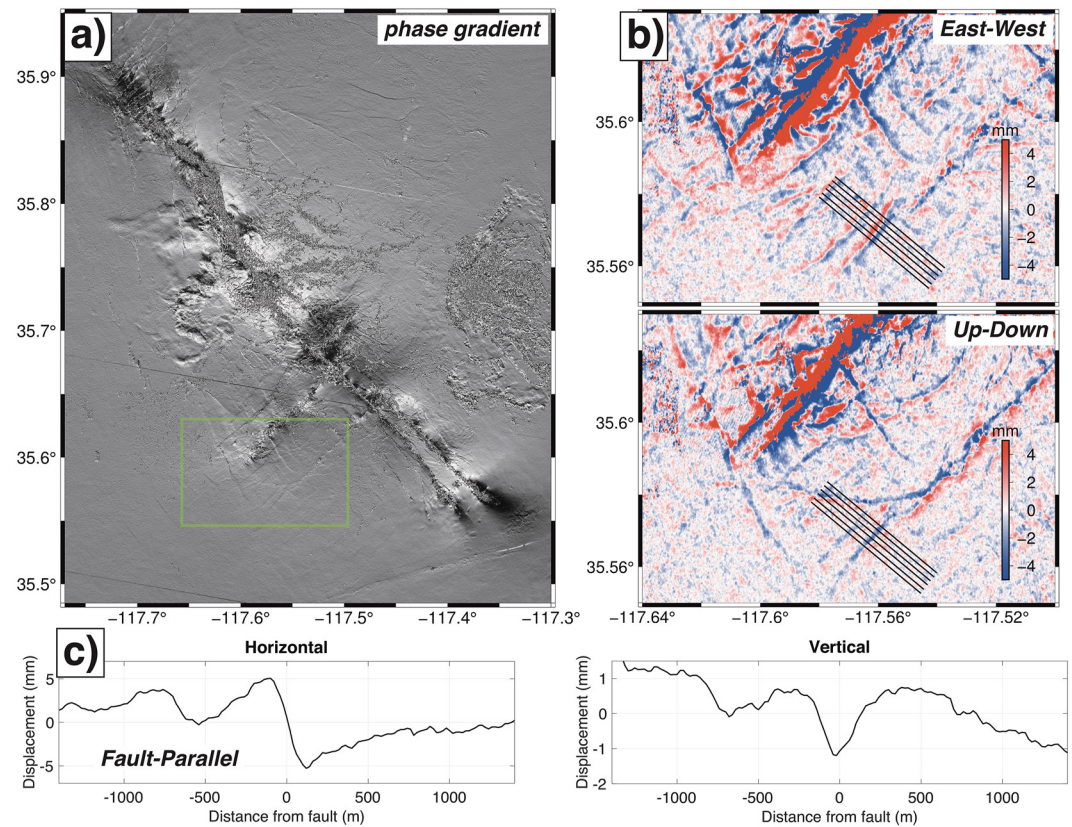 a)
phase gradient
35.9°
35.8°
35.7°
35.6°
35.5°
−117.7° −117.6° −117.5° −117.4° −117.3°
b)
East-West
35.6°
35.56°
mm
4
2
0
−2
−4
Up-Down
35.6°
35.56°
mm
4
2
0
−2
−4
−117.64° −117.6° −117.56° −117.52°
c)
Horizontal
Displacement (mm)
5
0
-5
Fault-Parallel
-1000 -500 0 500 1000
Distance from fault (m)
Vertical
Displacement (mm)
1
0
-1
-2
-1000 -500 0 500 1000
Distance from fault (m)